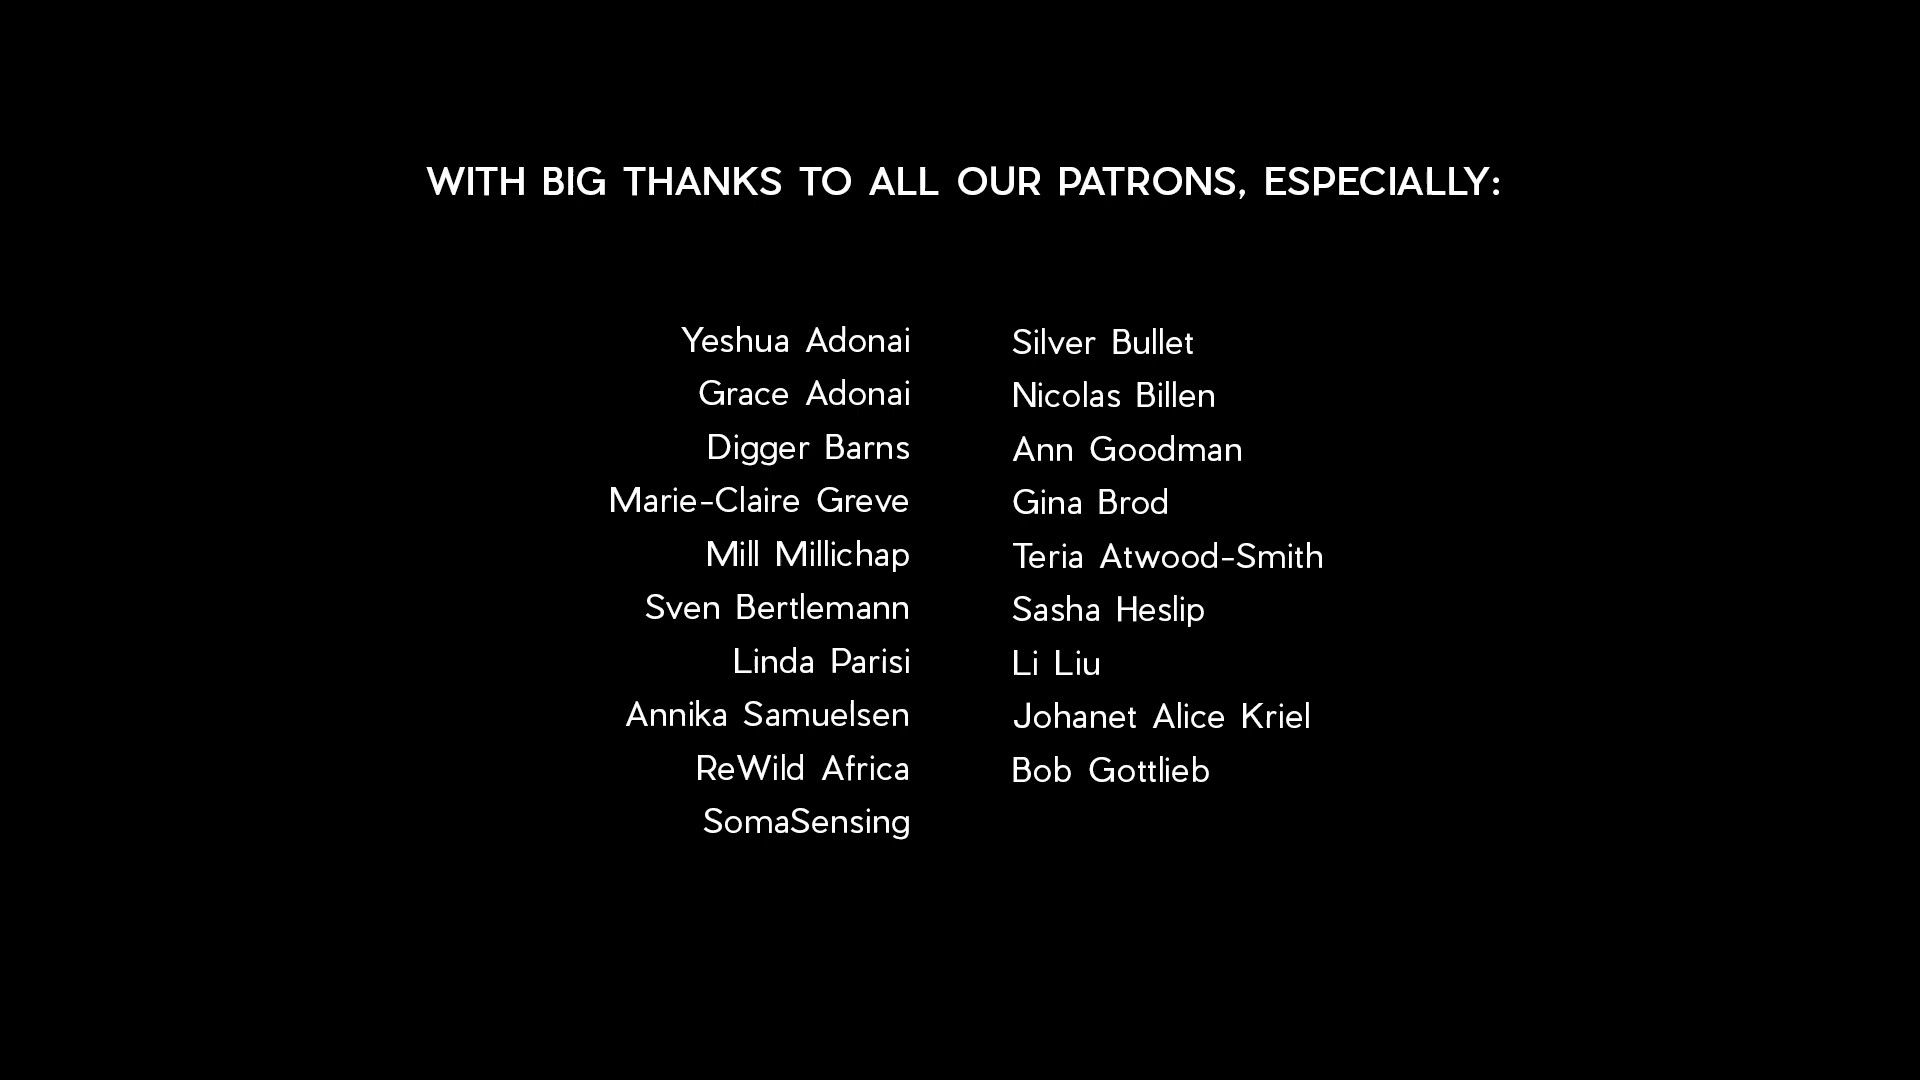 WITH BIG THANKS TO ALL OUR PATRONS, ESPECIALLY:
Yeshua Adonai
Grace Adonai
Digger Barns
Marie-Claire Greve
Mill Millichap
Sven Bertlemann
Linda Parisi
Annika Samuelsen
ReWild Africa
SomaSensing
Silver Bullet
Nicolas Billen
Ann Goodman
Gina Brod
Teria Atwood-Smith
Sasha Heslip
Li Liu
Johanet Alice Kriel
Bob Gottlieb